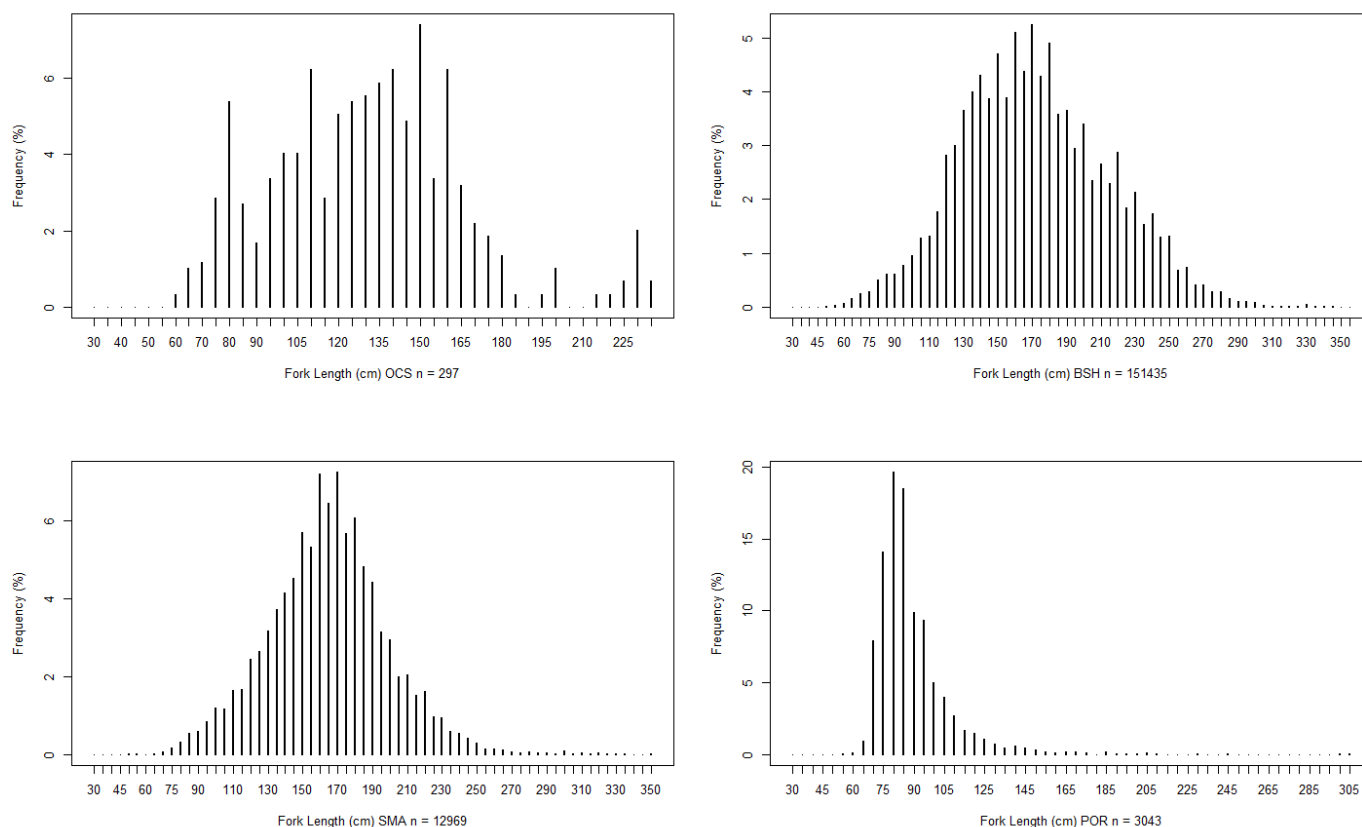 Frequency (%)
0 2 4 6
30 40 50 60 70 80 90 105 120 135 150 165 180 195 210 225
Fork Length (cm) OCS n = 297
Frequency (%)
0 1 2 3 4 5
30 45 60 75 90 110 130 150 170 190 210 230 250 270 290 310 330 350
Fork Length (cm) BSH n = 151435
Frequency (%)
0 2 4 6
30 45 60 75 90 110 130 150 170 190 210 230 250 270 290 310 330 350
Fork Length (cm) SMA n = 12969
Frequency (%)
0 5 10 15 20
30 45 60 75 90 105 125 145 165 185 205 225 245 265 285 305
Fork Length (cm) POR n = 3043